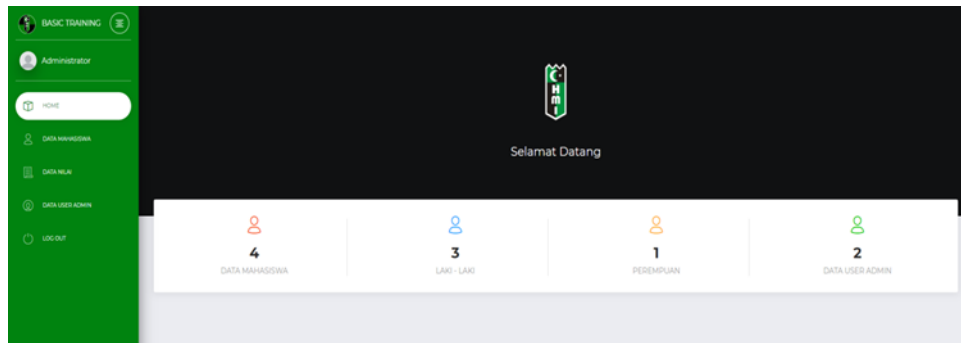 BASIC TRAINING
Administrator
HOME
DATA MAHASISWA
DATA NILAI
DATA USER ADMIN
LOG OUT
HMI
Selamat Datang
4
DATA MAHASISWA
3
LAKI - LAKI
1
PEREMPUAN
2
DATA USER ADMIN